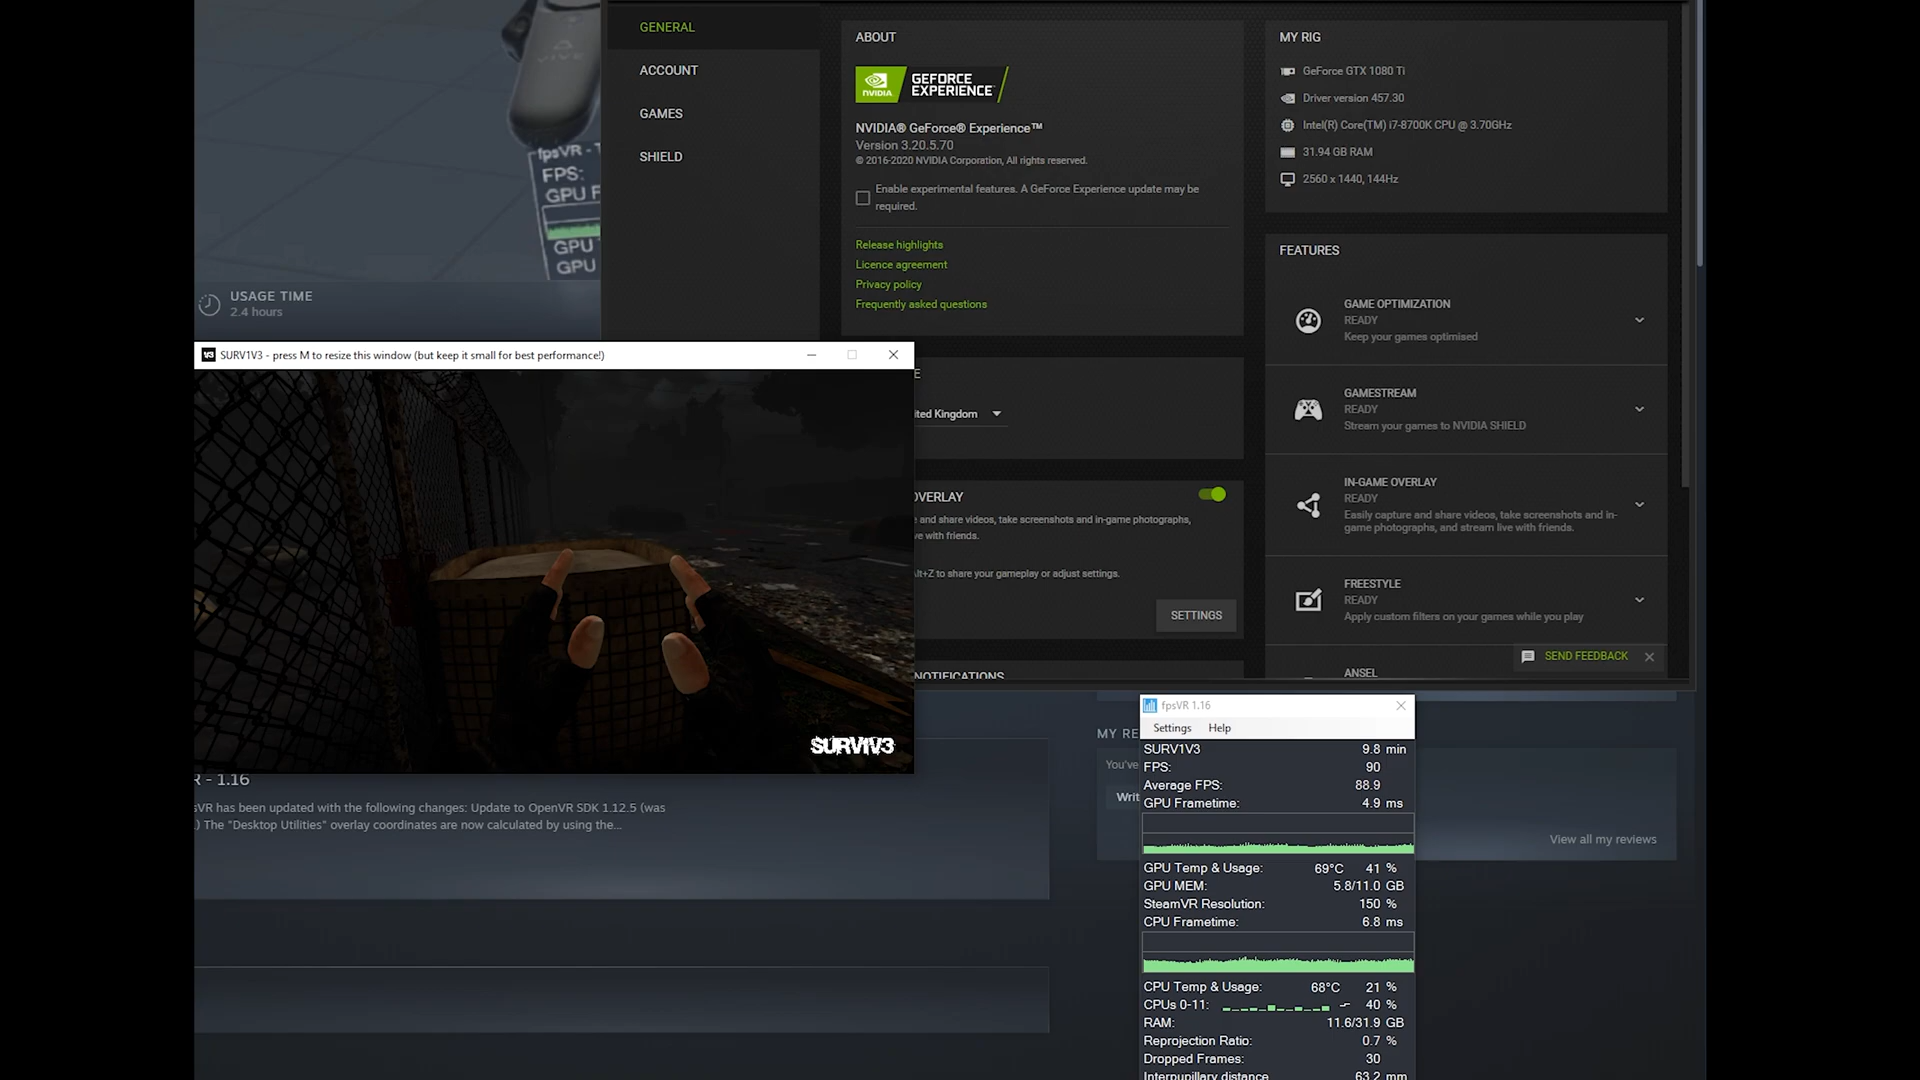 GENERAL
ACCOUNT
GAMES
SHIELD
ABOUT
NVIDIA
GEFORCE
EXPERIENCE
NVIDIA® GeForce® Experience™
Version 3.20.5.70
© 2016-2020 NVIDIA Corporation, All rights reserved.
Enable experimental features. A GeForce Experience update may be
required.
Release highlights
Licence agreement
Privacy policy
Frequently asked questions
MY RIG
GeForce GTX 1080 Ti
Driver version 457.30
Intel(R) Core(TM) i7-8700K CPU @ 3.70GHz
31.94 GB RAM
2560 x 1440, 144Hz
FEATURES
GAME OPTIMIZATION
READY
Keep your games optimised
GAMESTREAM
READY
Stream your games to NVIDIA SHIELD
IN-GAME OVERLAY
READY
Easily capture and share videos, take screenshots and in-
game photographs, and stream live with friends.
FREESTYLE
READY
Apply custom filters on your games while you play
ANSEL
SEND FEEDBACK
fpsVR - T
FPS:
GPU F
GPU
GPU
USAGE TIME
2.4 hours
SURV1V3 - press M to resize this window (but keep it small for best performance!)
SURV1V3
E
ited Kingdom
OVERLAY
and share videos, take screenshots and in-game photographs,
ve with friends.
Alt+Z to share your gameplay or adjust settings.
SETTINGS
NOTIFICATIONS
R - 1.16
sVR has been updated with the following changes: Update to OpenVR SDK 1.12.5 (was
.) The "Desktop Utilities" overlay coordinates are now calculated by using the...
MY RE
You've
Writ
View all my reviews
fpsVR 1.16
Settings Help
SURV1V3 9.8 min
FPS: 90
Average FPS: 88.9
GPU Frametime: 4.9 ms
GPU Temp & Usage: 69°C 41 %
GPU MEM: 5.8/11.0 GB
SteamVR Resolution: 150 %
CPU Frametime: 6.8 ms
CPU Temp & Usage: 68°C 21 %
CPUs 0-11: 40 %
RAM: 11.6/31.9 GB
Reprojection Ratio: 0.7 %
Dropped Frames: 30
Interpupillary distance 63.2 mm